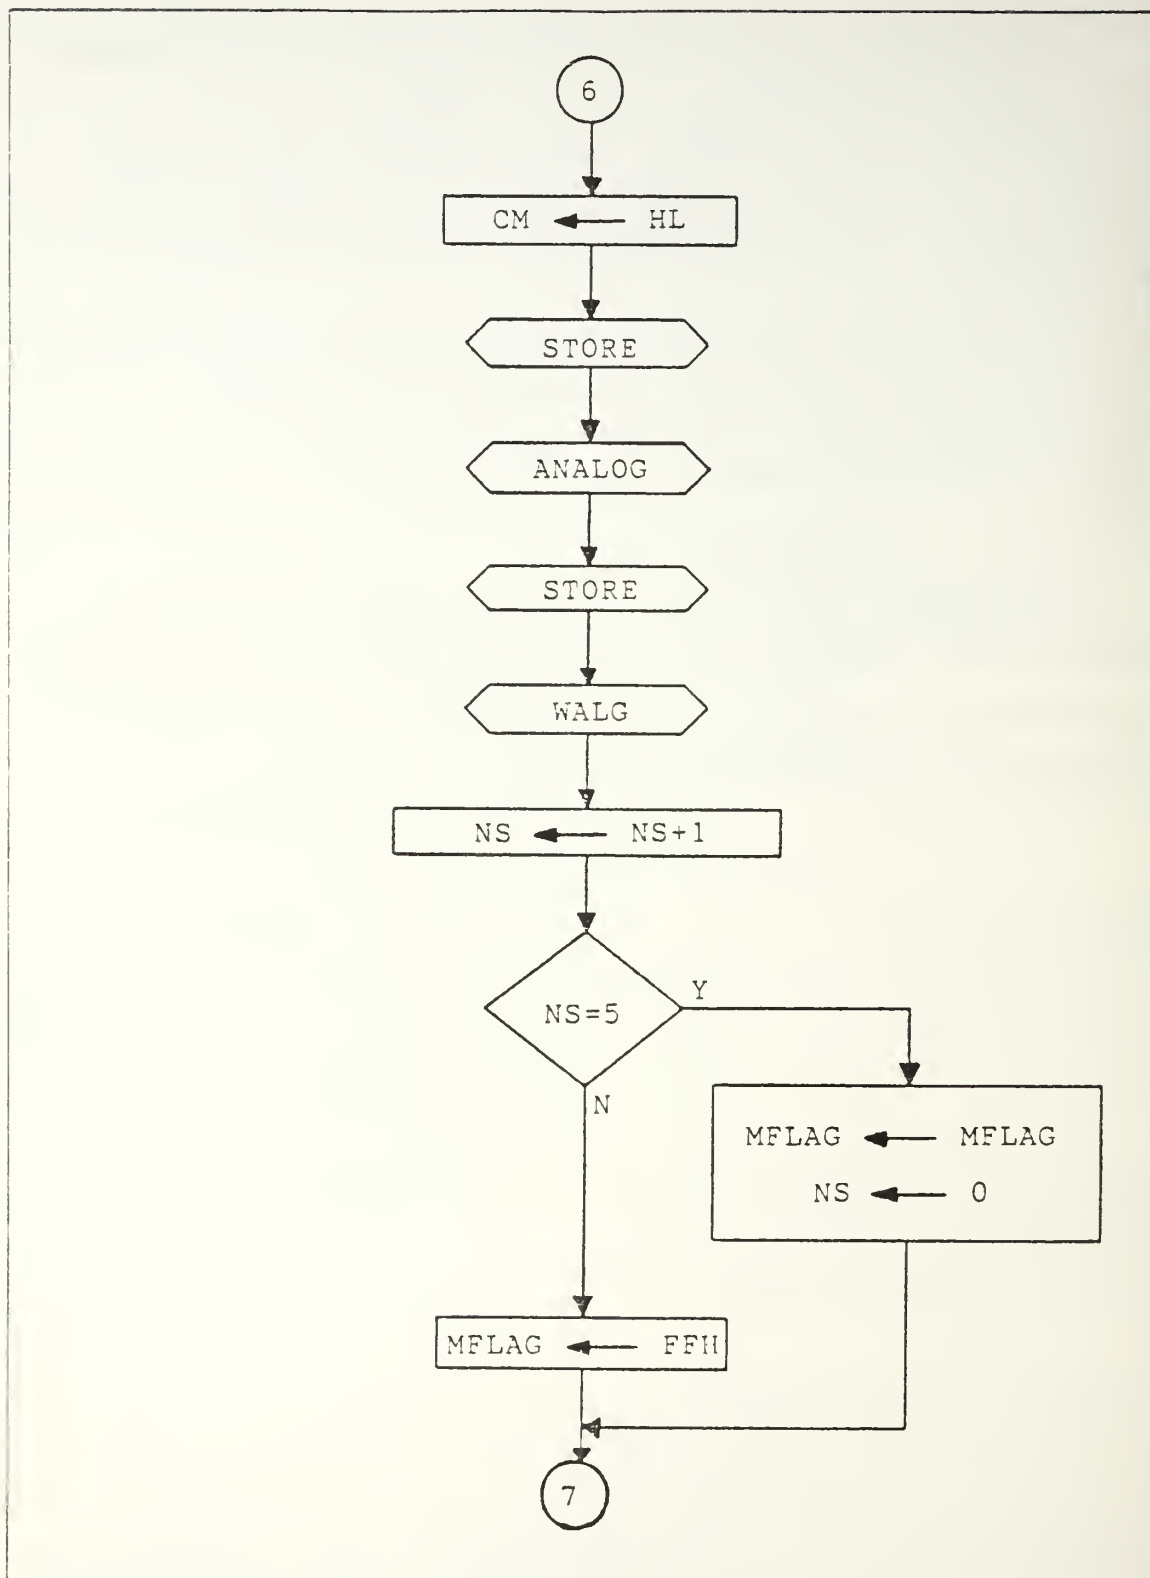 6
CM ← HL
STORE
ANALOG
STORE
WALG
NS ← NS+1
NS=5
Y
N
MFLAG ← MFLAG
NS ← 0
MFLAG ← FFH
7